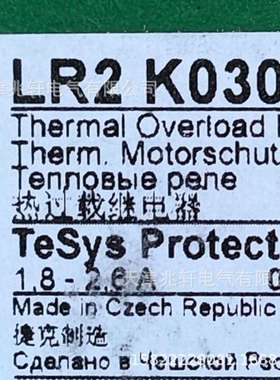 LR2 K030
Thermal Overload
Therm. Motorschut
Тепловые реле
热过载继电器
TeSys Protect
1,8 - 2,6A
Made in Czech Republic
捷克制造
Сделано в Чешской Рес